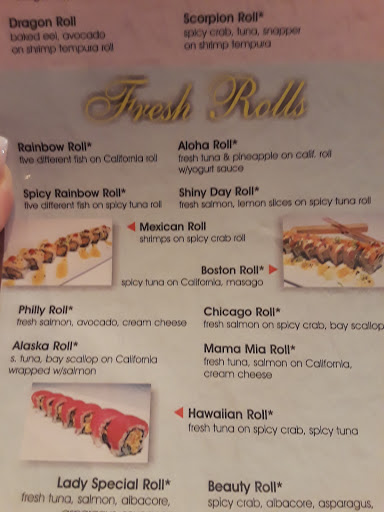 Dragon Roll
baked eel, avocado
on shrimp tempura roll
Scorpion Roll*
spicy crab, tuna, snapper
on shrimp tempura
Fresh Rolls
Rainbow Roll*
five different fish on California roll
Aloha Roll*
fresh tuna & pineapple on calif. roll
w/yogurt sauce
Spicy Rainbow Roll*
five different fish on spicy tuna roll
Shiny Day Roll*
fresh salmon, lemon slices on spicy tuna roll
Mexican Roll
shrimps on spicy crab roll
Boston Roll*
spicy tuna on California, masago
Philly Roll*
fresh salmon, avocado, cream cheese
Chicago Roll*
fresh salmon on spicy crab, bay scallop
Alaska Roll*
s. tuna, bay scallop on California
wrapped w/salmon
Mama Mia Roll*
fresh tuna, salmon on California,
cream cheese
Hawaiian Roll*
fresh tuna on spicy crab, spicy tuna
Lady Special Roll*
fresh tuna, salmon, albacore,
Beauty Roll*
spicy crab, albacore, asparagus,